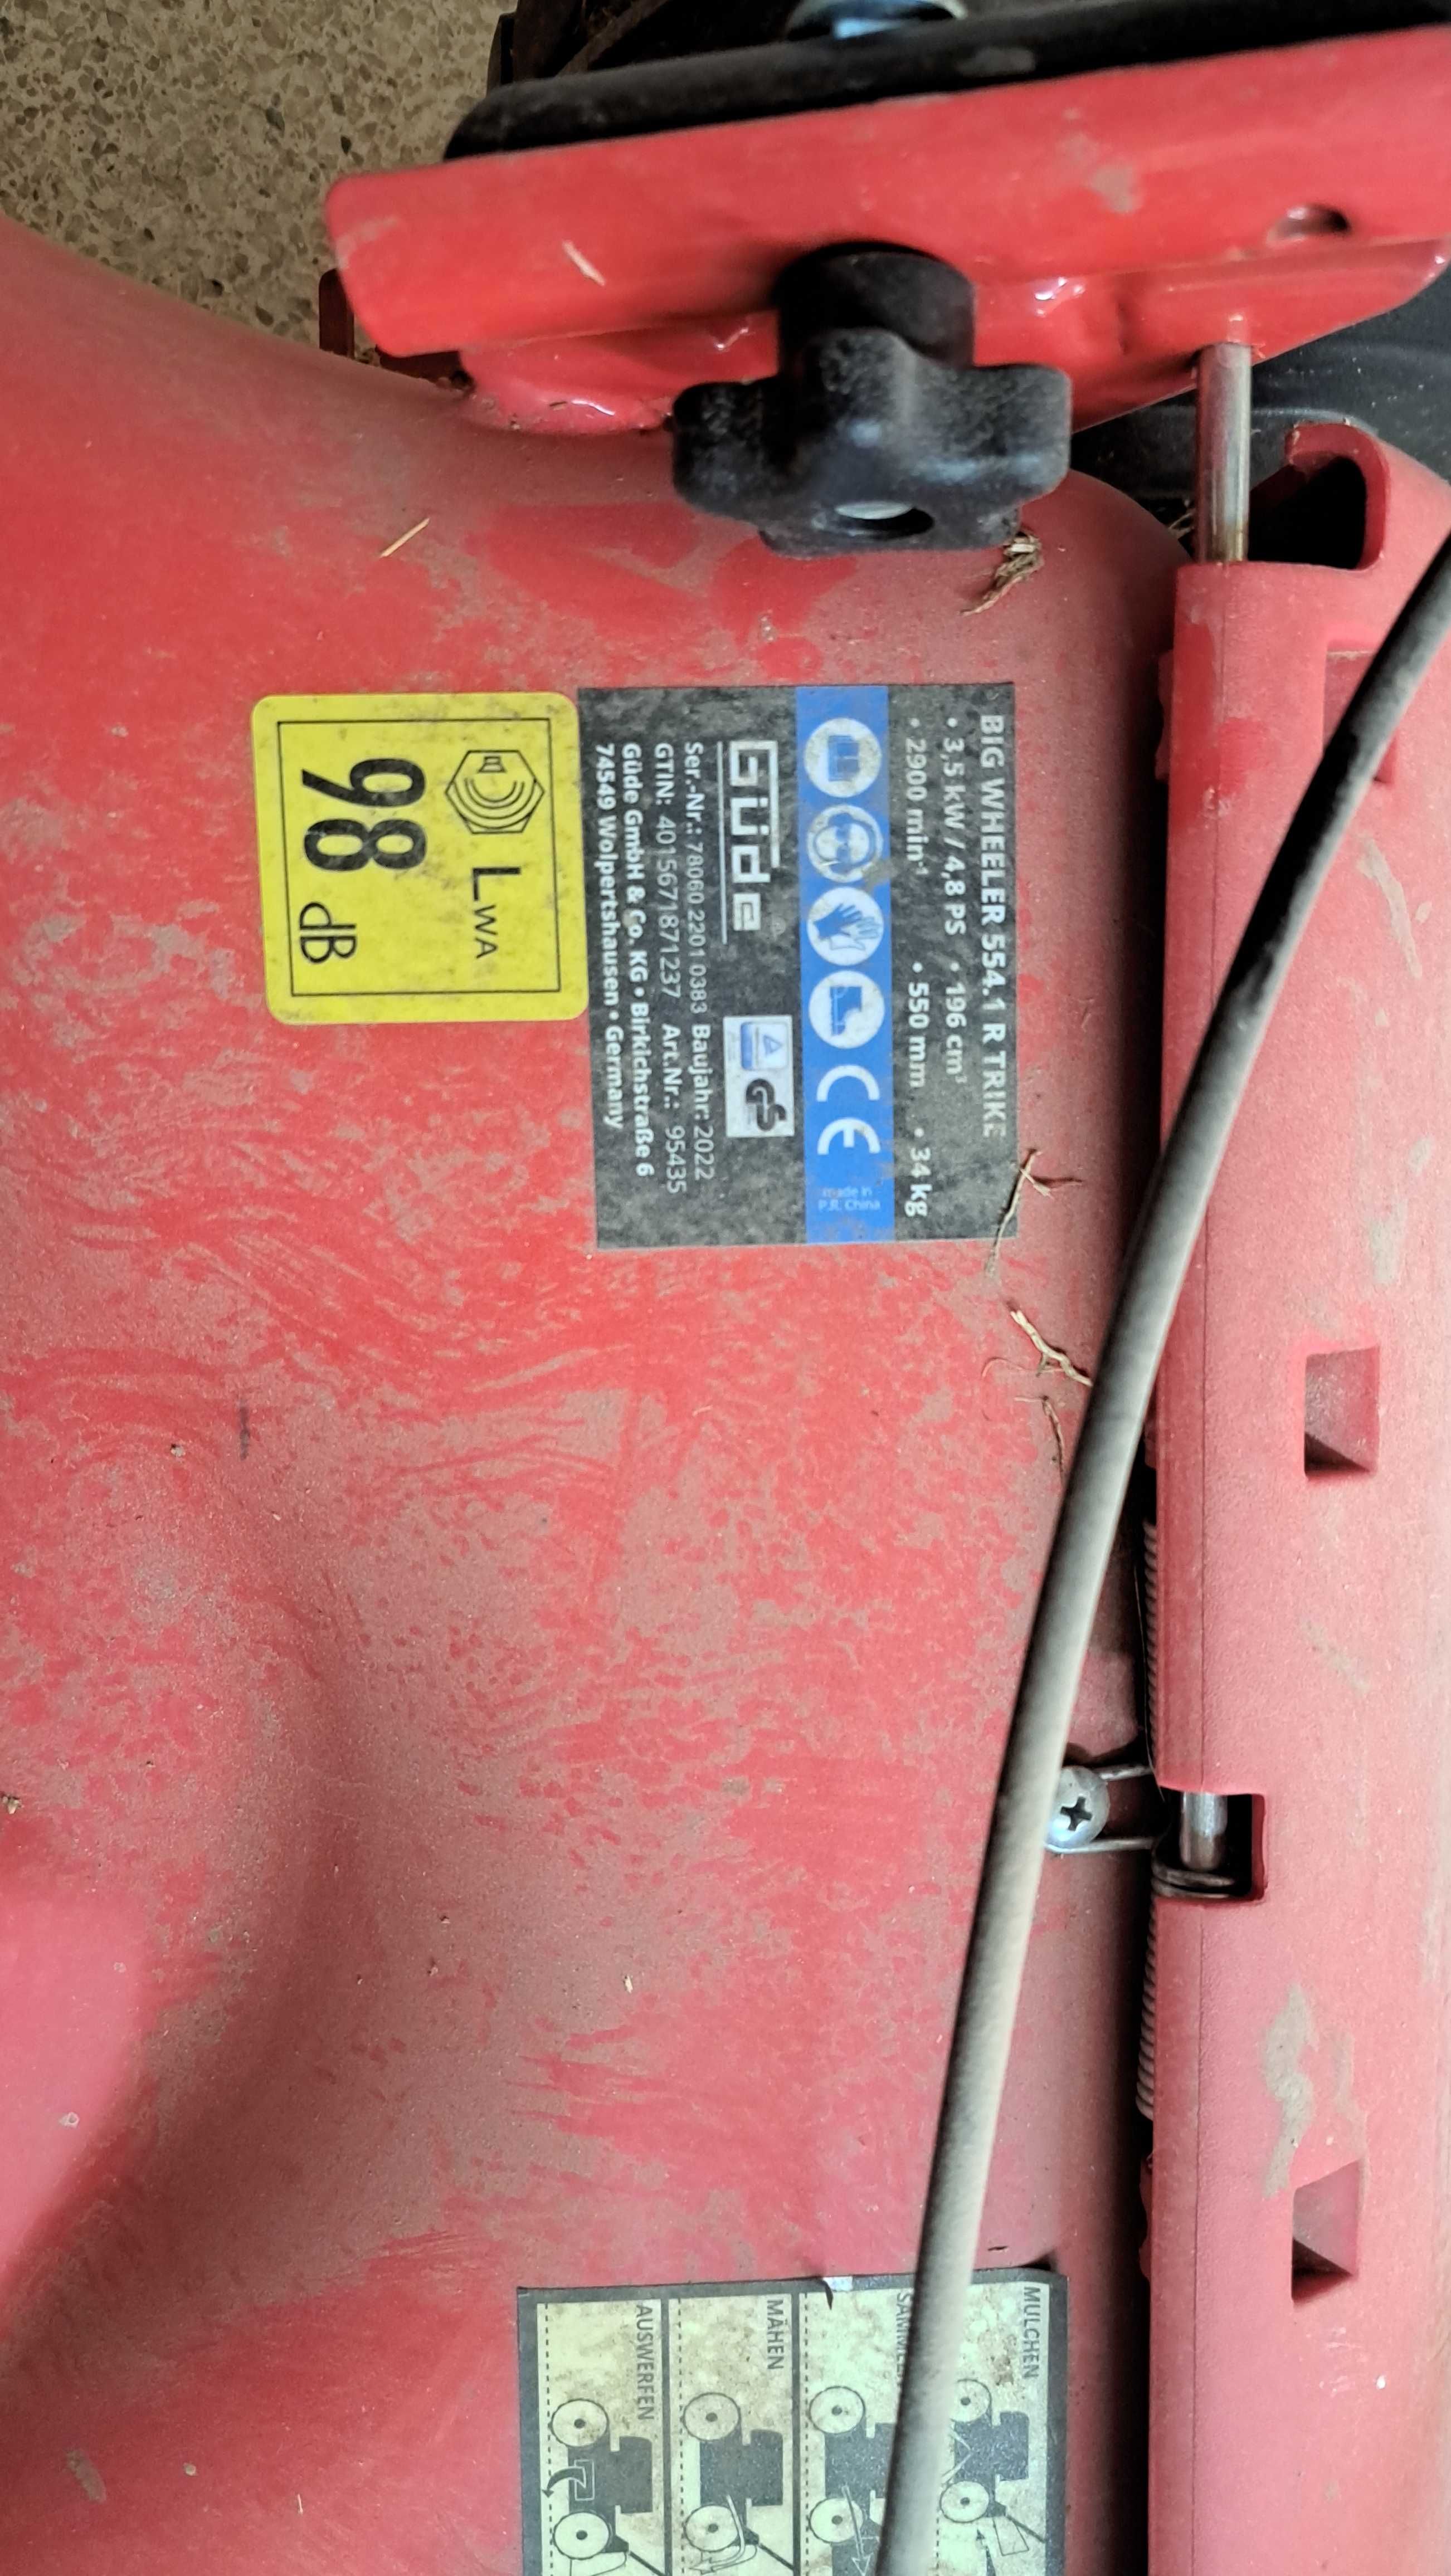 BIG WHEELER 554.1 R TRIKE
• 3,5 kW / 4,8 PS • 196 cm³
• 2900 min⁻¹ • 550 mm • 34 kg
CE
made in
P.R. China
Güde
GS
Ser.-Nr.: 78060 2201 0383 Baujahr: 2022
GTIN: 4015671871237 Art.Nr.: 95435
Güde GmbH & Co. KG • Birkichstraße 6
74549 Wolpertshausen • Germany
LWA
98 dB
MULCHEN
MÄHEN
AUSWERFEN